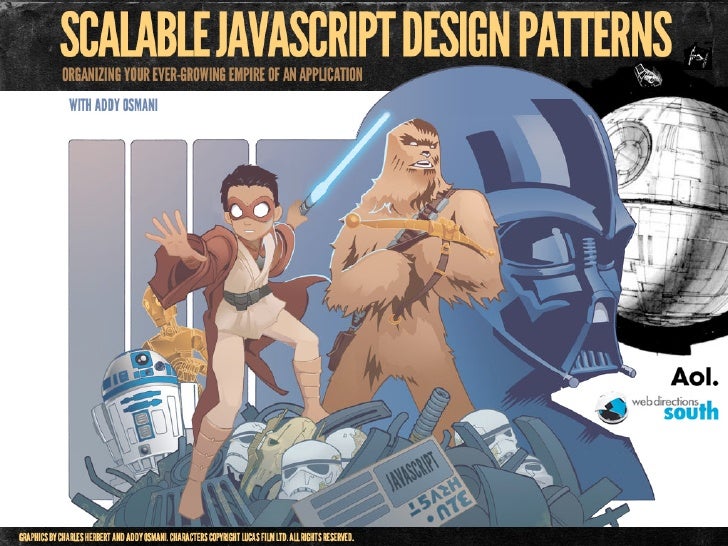 SCALABLE JAVASCRIPT DESIGN PATTERNS
ORGANIZING YOUR EVER-GROWING EMPIRE OF AN APPLICATION
WITH ADDY OSMANI
Aol.
web directions
south
JAVASCRIPT
GRAPHICS BY CHARLES HERBERT AND ADDY OSMANI. CHARACTERS COPYRIGHT LUCAS FILM LTD. ALL RIGHTS RESERVED.